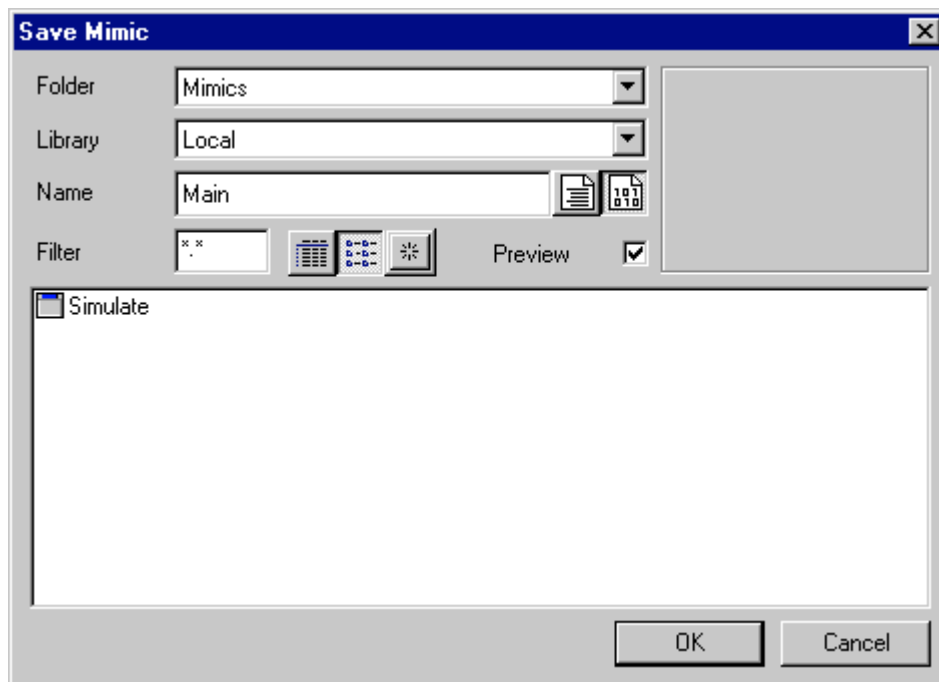 Save Mimic
Folder Mimics
Library Local
Name Main
Filter *.* Preview
Simulate
OK Cancel